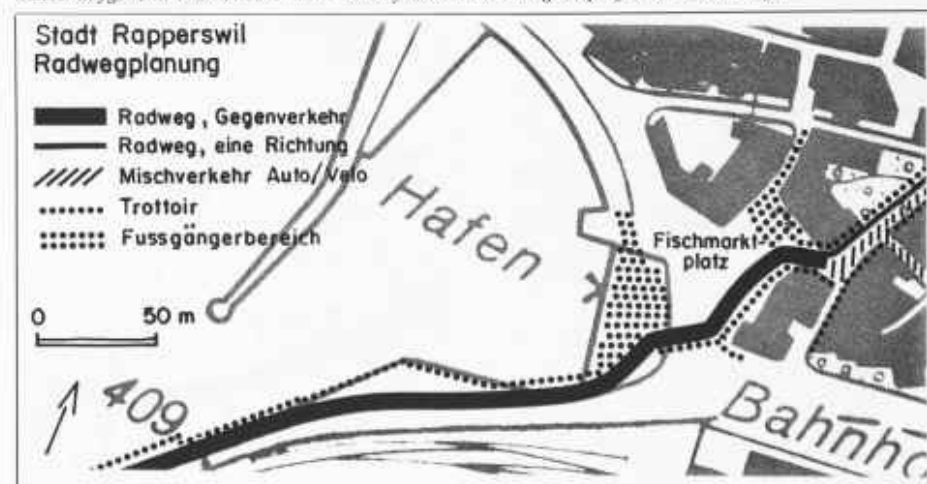 Stadt Rapperswil
Radwegplanung
Radweg, Gegenverkehr
Radweg, eine Richtung
Mischverkehr Auto/Velo
Trottoir
Fussgängerbereich
Hafen
Fischmarkt-
platz
0 50 m
409
Bahnho